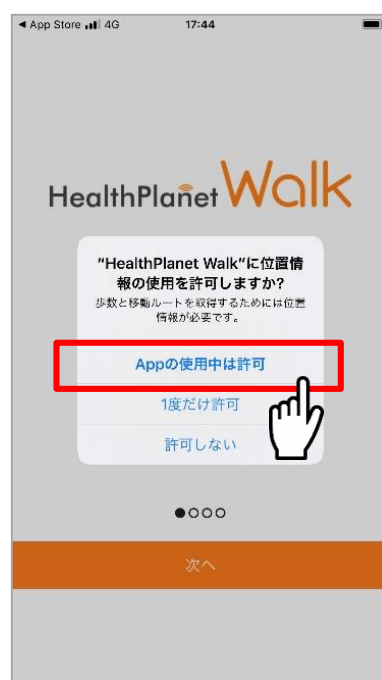 ◀ App Store 4G 17:44
HealthPlanet Walk
"HealthPlanet Walk"に位置情
報の使用を許可しますか?
歩数と移動ルートを取得するためには位置
情報が必要です。
Appの使用中は許可
1度だけ許可
許可しない
次へ